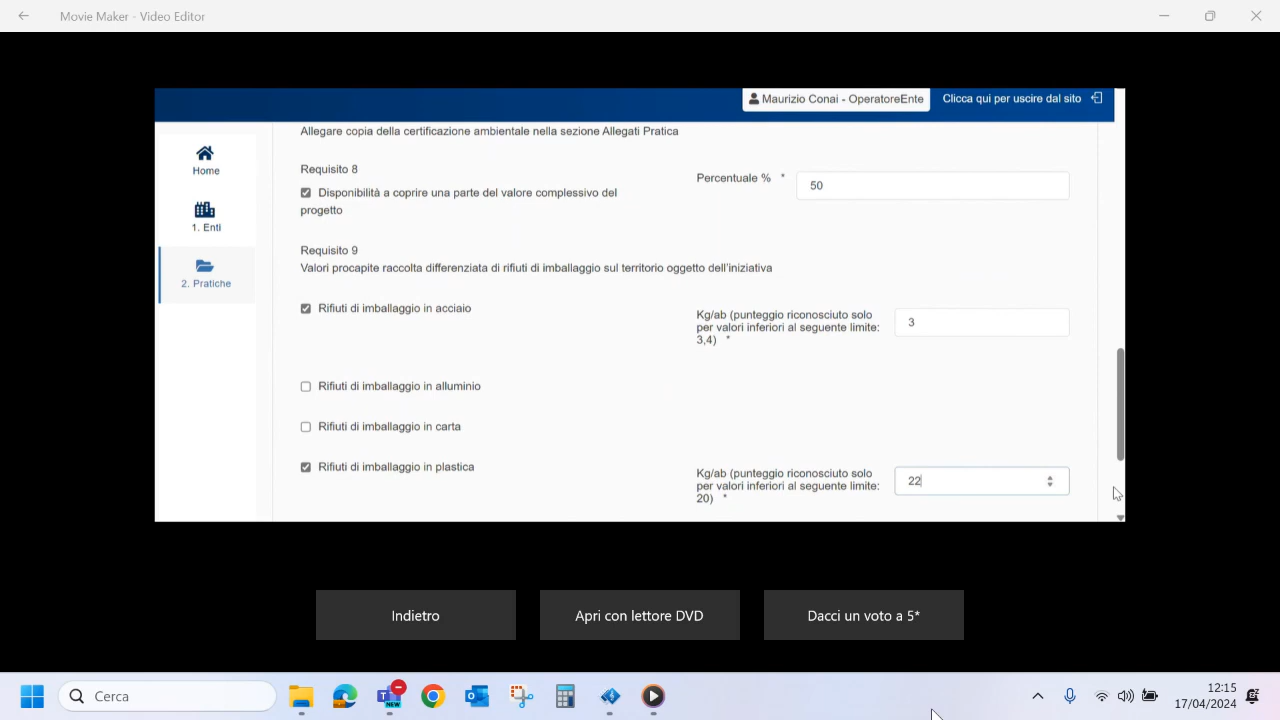 Movie Maker - Video Editor
Maurizio Conai - OperatoreEnte
Clicca qui per uscire dal sito
Home
1. Enti
2. Pratiche
Allegare copia della certificazione ambientale nella sezione Allegati Pratica
Requisito 8
Disponibilità a coprire una parte del valore complessivo del
progetto
Percentuale % *
50
Requisito 9
Valori procapite raccolta differenziata di rifiuti di imballaggio sul territorio oggetto dell'iniziativa
Rifiuti di imballaggio in acciaio
Kg/ab (punteggio riconosciuto solo
per valori inferiori al seguente limite:
3,4) *
3
Rifiuti di imballaggio in alluminio
Rifiuti di imballaggio in carta
Rifiuti di imballaggio in plastica
Kg/ab (punteggio riconosciuto solo
per valori inferiori al seguente limite:
20) *
22
Indietro
Apri con lettore DVD
Dacci un voto a 5*
Cerca
NEW
12:15
17/04/2024